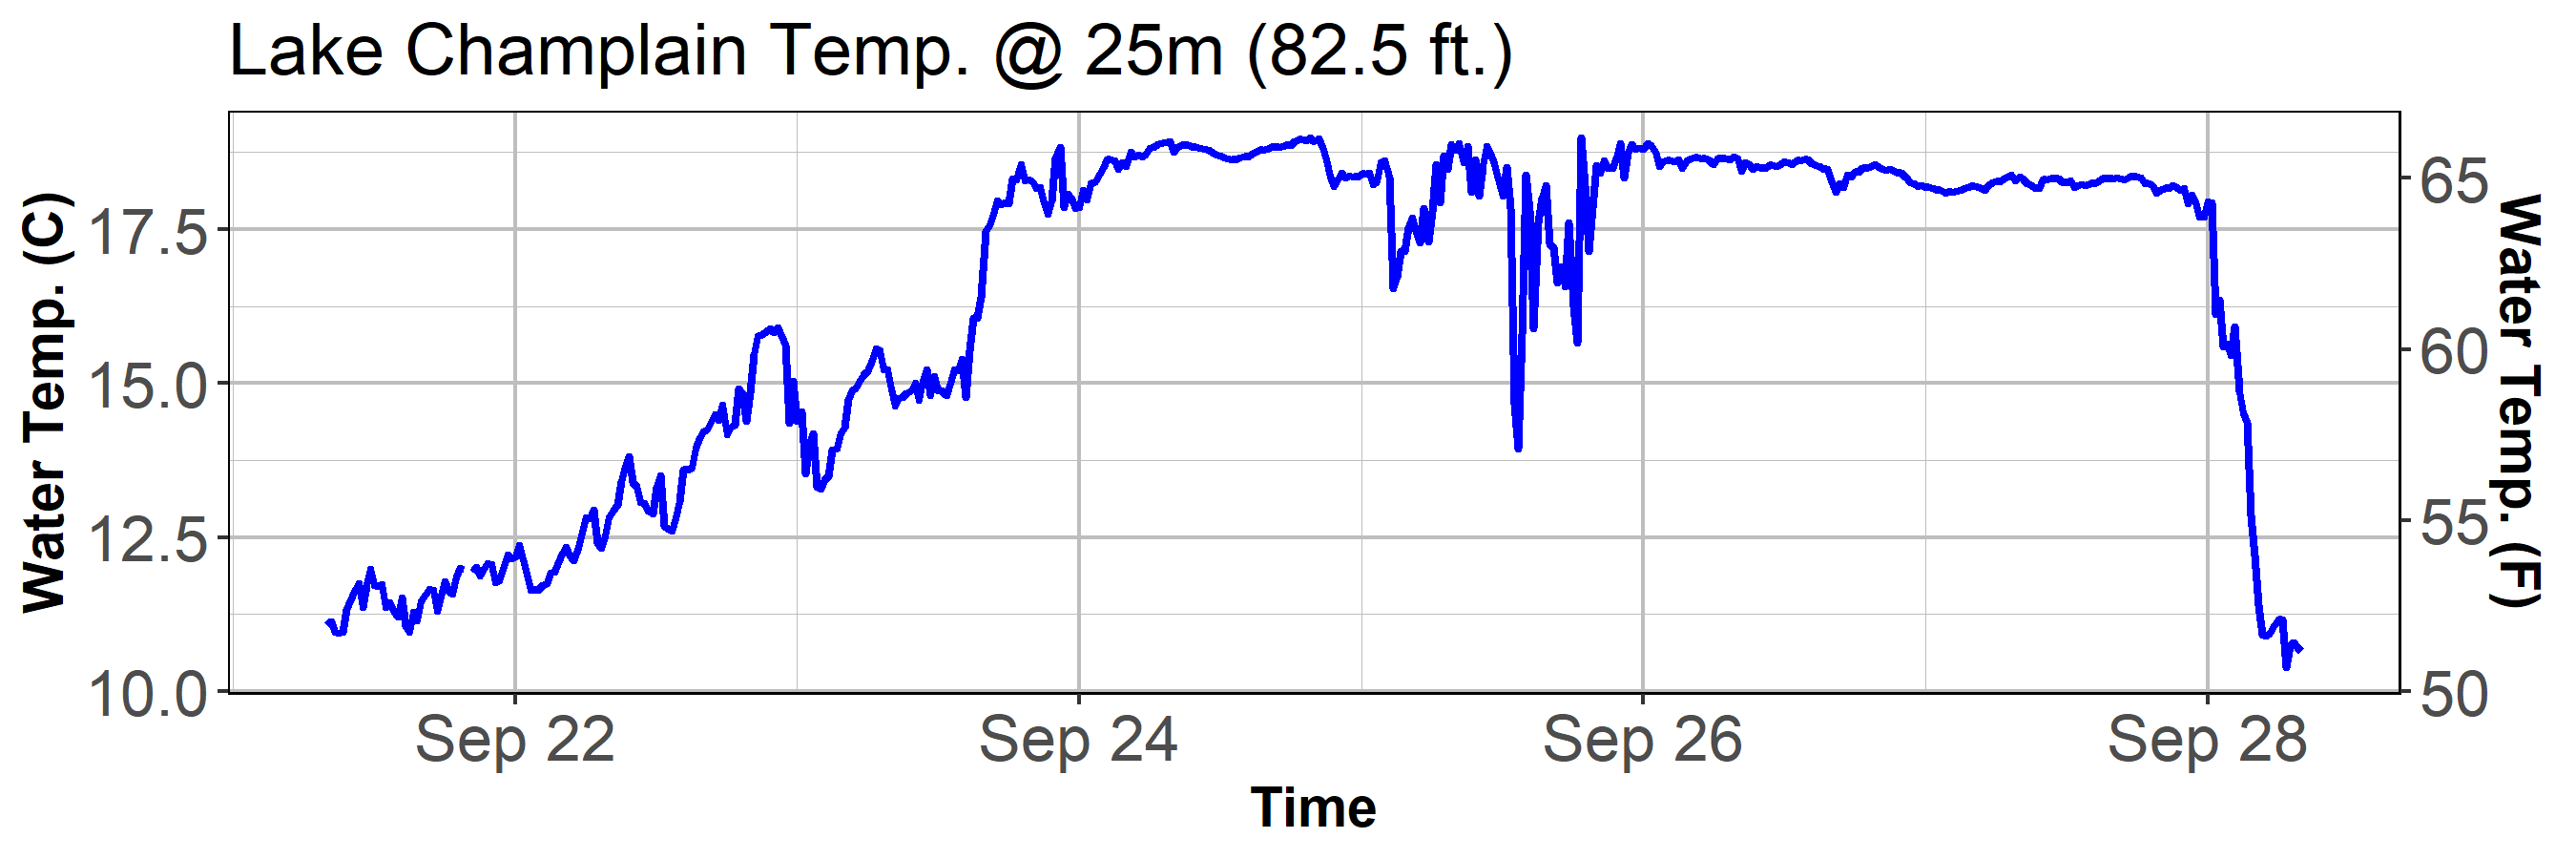 Lake Champlain Temp. @ 25m (82.5 ft.)
Water Temp. (C)
17.5
15.0
12.5
10.0
65
60
55
50
Water Temp. (F)
Sep 22 Sep 24 Sep 26 Sep 28
Time